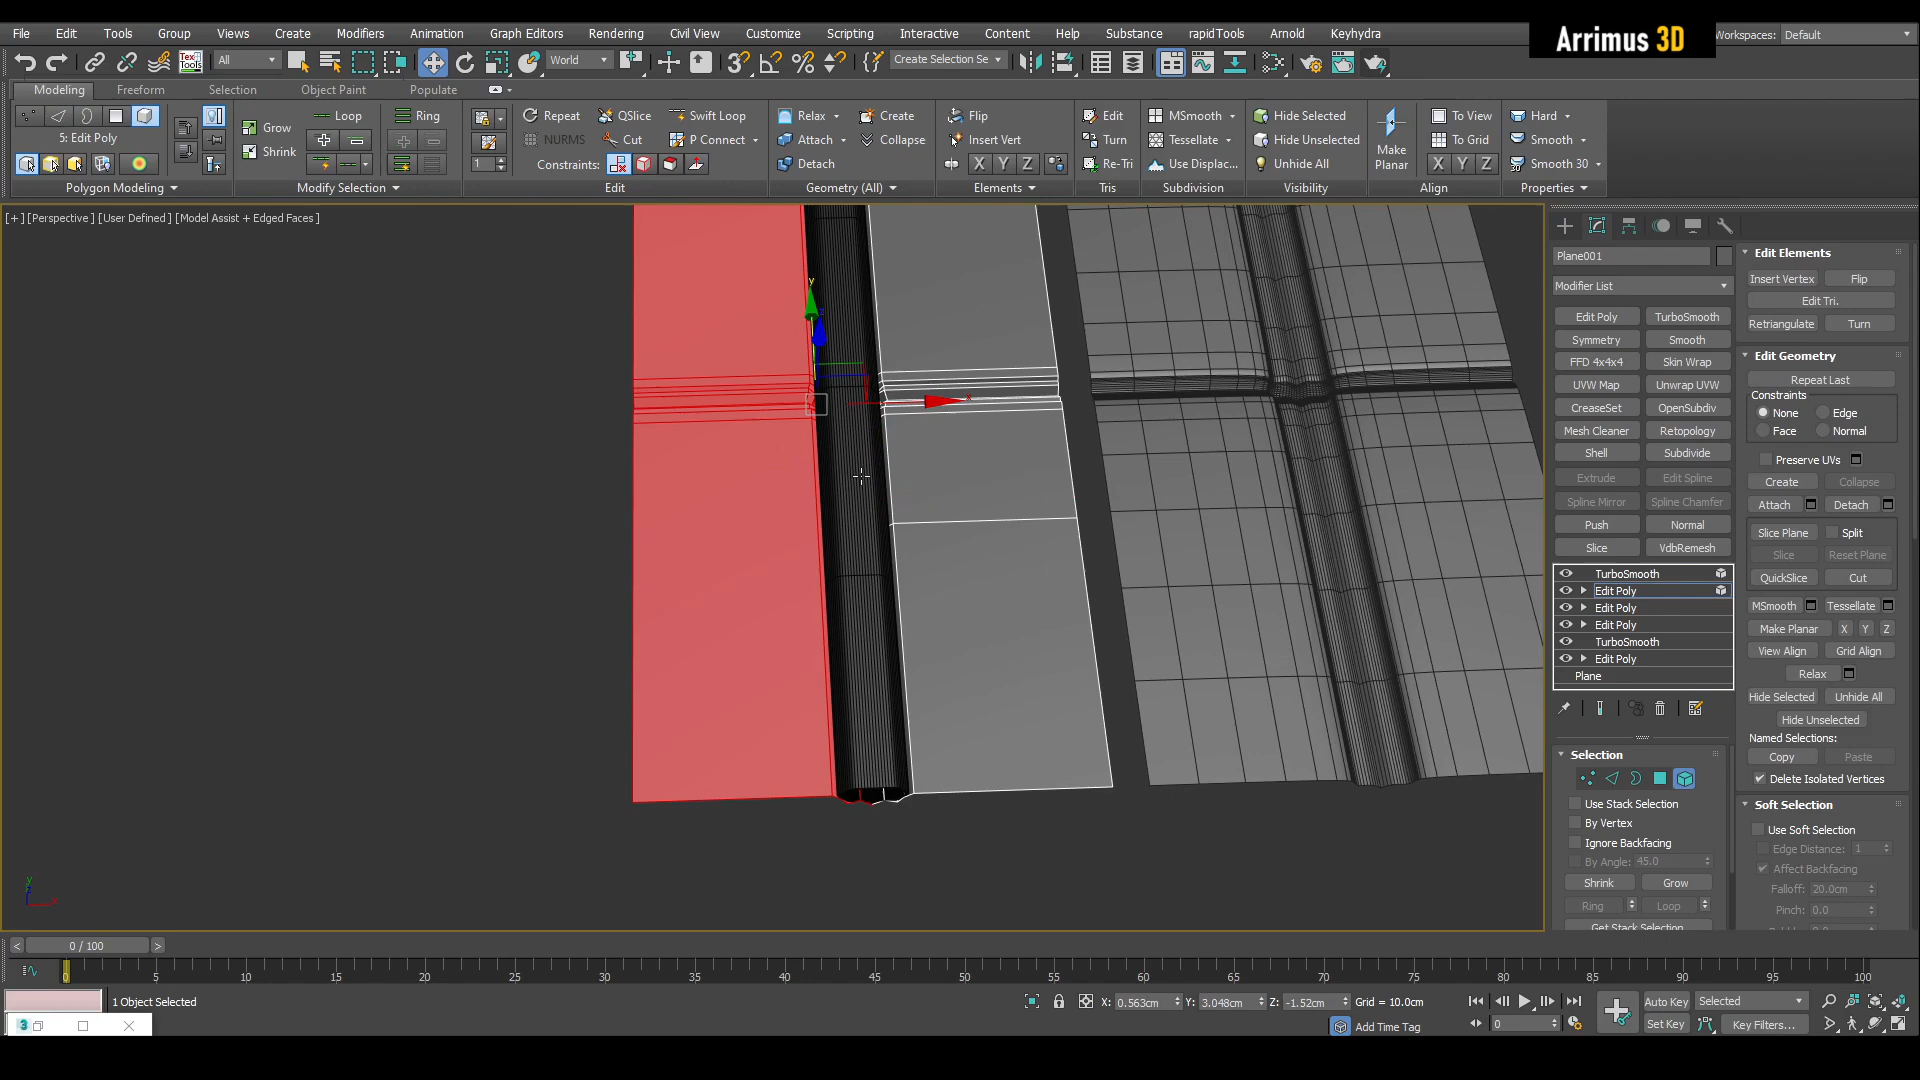 Arrimus 3D
File Edit Tools Group Views Create Modifiers Animation Graph Editors Rendering Civil View Customize Scripting Interactive Content Help Substance rapidTools Arnold Keyhydra
Workspaces: Default
TexT Tools All World Create Selection Se
Modeling Freeform Selection Object Paint Populate
Loop Ring Repeat QSlice Swift Loop Relax Create Flip Edit MSmooth Hide Selected To View Hard
5: Edit Poly Grow NURMS Cut P Connect Attach Collapse Insert Vert Turn Tessellate Hide Unselected Make Planar To Grid Smooth
Shrink 1 Constraints: Detach X Y Z Re-Tri Use Displac... Unhide All X Y Z Smooth 30
Polygon Modeling Modify Selection Edit Geometry (All) Elements Tris Subdivision Visibility Align Properties
[+] [Perspective] [User Defined] [Model Assist + Edged Faces]
y
x
Plane001
Modifier List
Edit Poly TurboSmooth
Symmetry Smooth
FFD 4x4x4 Skin Wrap
UVW Map Unwrap UVW
CreaseSet OpenSubdiv
Mesh Cleaner Retopology
Shell Subdivide
Extrude Edit Spline
Spline Mirror Spline Chamfer
Push Normal
Slice VdbRemesh
TurboSmooth
Edit Poly
Edit Poly
Edit Poly
TurboSmooth
Edit Poly
Plane
Selection
Use Stack Selection
By Vertex
Ignore Backfacing
By Angle: 45.0
Shrink Grow
Ring Loop
Get Stack Selection
Edit Elements
Insert Vertex Flip
Edit Tri.
Retriangulate Turn
Edit Geometry
Repeat Last
Constraints
None Edge
Face Normal
Preserve UVs
Create Collapse
Attach Detach
Slice Plane Split
Slice Reset Plane
QuickSlice Cut
MSmooth Tessellate
Make Planar X Y Z
View Align Grid Align
Relax
Hide Selected Unhide All
Hide Unselected
Named Selections:
Copy Paste
Delete Isolated Vertices
Soft Selection
Use Soft Selection
Edge Distance: 1
Affect Backfacing
Falloff: 20.0cm
Pinch: 0.0
< 0 / 100 >
0 5 10 15 20 25 30 35 40 45 50 55 60 65 70 75 80 85 90 95 100
1 Object Selected X: 0.563cm Y: 3.048cm Z: -1.52cm Grid = 10.0cm Auto Key Selected
3 Add Time Tag 0 Set Key Key Filters...